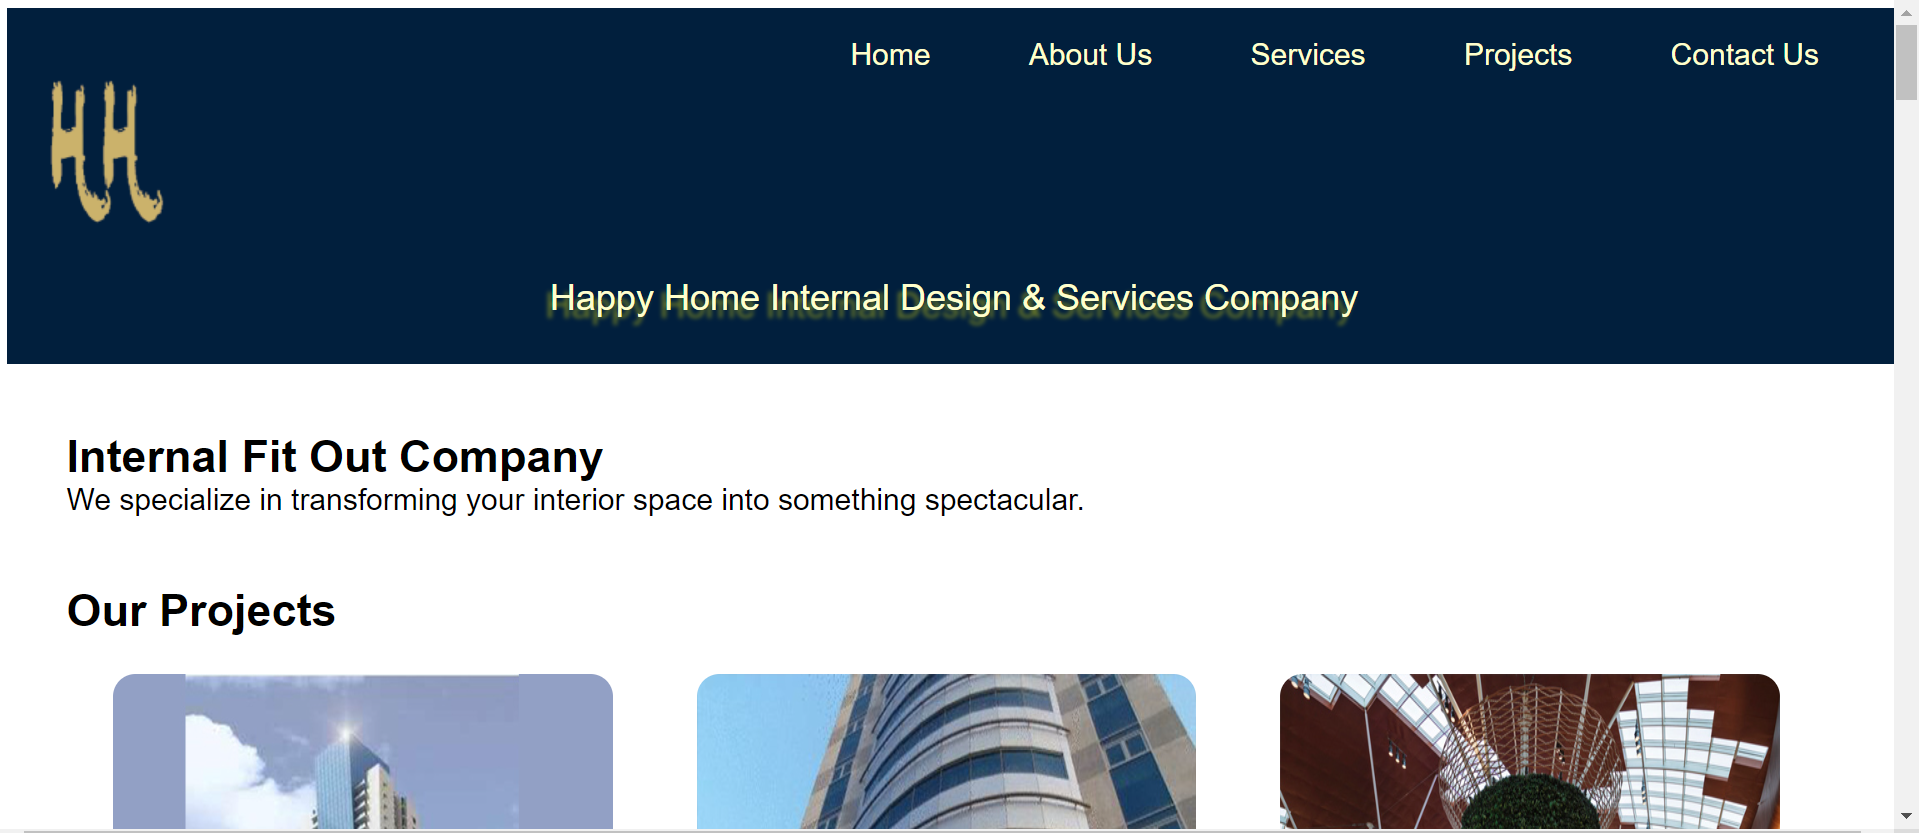 Home About Us Services Projects Contact Us
HH
Happy Home Internal Design & Services Company
Internal Fit Out Company
We specialize in transforming your interior space into something spectacular.
Our Projects